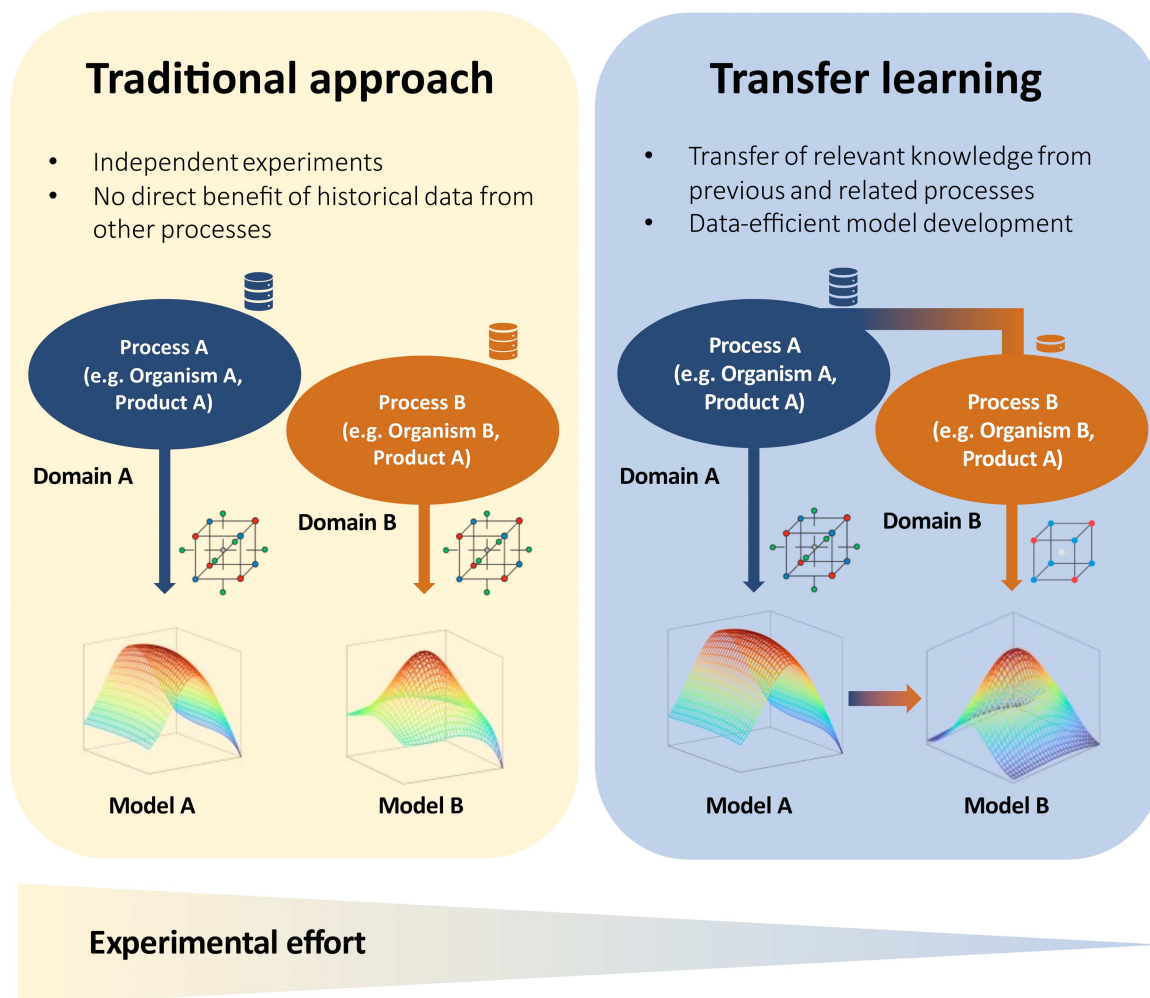 Traditional approach
• Independent experiments
• No direct benefit of historical data from
other processes
Process A
(e.g. Organism A,
Product A)
Process B
(e.g. Organism B,
Product A)
Domain A
Domain B
Model A
Model B
Transfer learning
• Transfer of relevant knowledge from
previous and related processes
• Data-efficient model development
Process A
(e.g. Organism A,
Product A)
Process B
(e.g. Organism B,
Product A)
Domain A
Domain B
Model A
Model B
Experimental effort